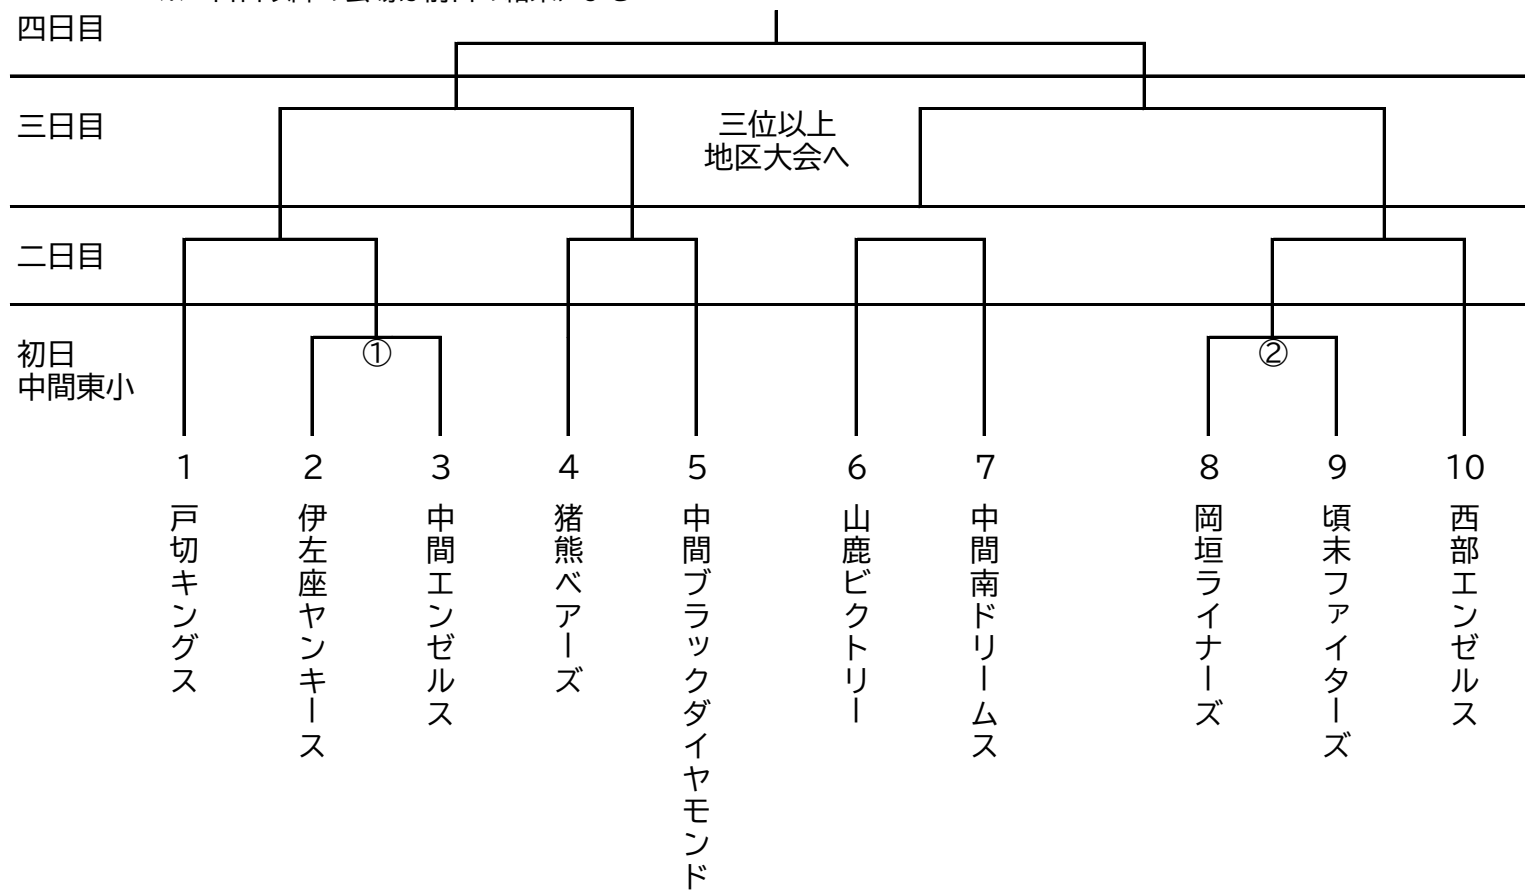 四日目
三日目
三位以上
地区大会へ
二日目
初日
中間東小
①
②
1
2
3
4
5
6
7
8
9
10
戸切キングス
伊左座ヤンキース
中間エンゼルス
猪熊ベアーズ
中間ブラックダイヤモンド
山鹿ビクトリー
中間南ドリームス
岡垣ライナーズ
頃末ファイターズ
西部エンゼルス